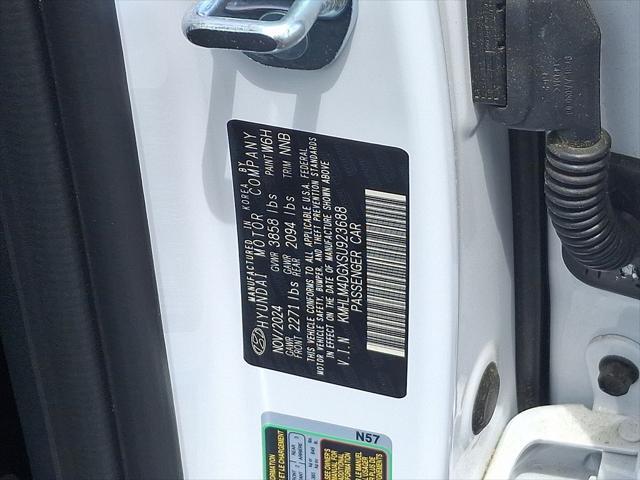 MANUFACTURED IN KOREA BY
HYUNDAI MOTOR COMPANY
NOV/2024 GVWR 3858 lbs PAINT W6H
GAWR FRONT 2271 lbs GAWR REAR 2094 lbs TRIM NNB
THIS VEHICLE CONFORMS TO ALL APPLICABLE U.S.A. FEDERAL
MOTOR VEHICLE SAFETY, BUMPER, AND THEFT PREVENTION STANDARDS
IN EFFECT ON THE DATE OF MANUFACTURE SHOWN ABOVE
V.I.N KMHLM4DGXSU923688
PASSENGER CAR
N57